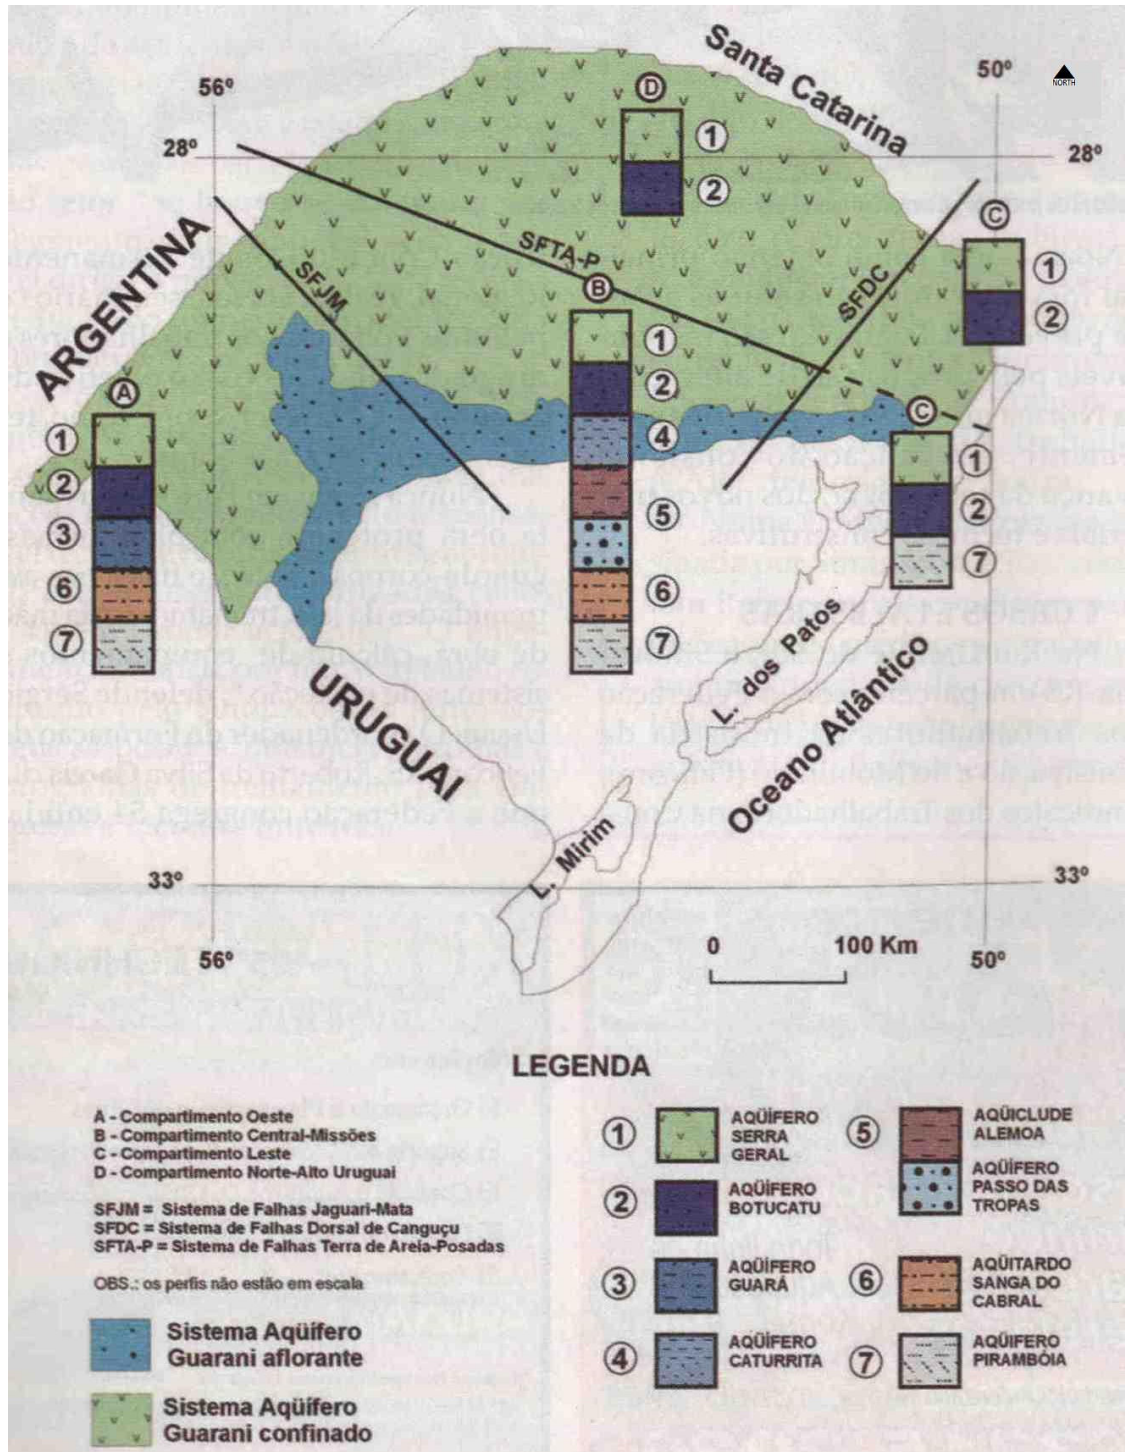 Santa Catarina
NORTH
50º
56º
28º
28º
D
1
2
C
1
2
ARGENTINA
SFTA-P
SFJM
SFDC
B
1
2
4
5
6
7
A
1
2
3
6
7
C
1
2
7
URUGUAI
L. dos Patos
Oceano Atlântico
L. Mirim
33º
33º
56º
50º
0 100 Km
LEGENDA
A - Compartimento Oeste
B - Compartimento Central-Missões
C - Compartimento Leste
D - Compartimento Norte-Alto Uruguai
SFJM = Sistema de Falhas Jaguari-Mata
SFDC = Sistema de Falhas Dorsal de Canguçu
SFTA-P = Sistema de Falhas Terra de Areia-Posadas
OBS.: os perfis não estão em escala
Sistema Aqüífero
Guarani aflorante
Sistema Aqüífero
Guarani confinado
1
AQÜÍFERO
SERRA
GERAL
2
AQÜÍFERO
BOTUCATU
3
AQÜÍFERO
GUARÁ
4
AQÜÍFERO
CATURRITA
5
AQÜICLUDE
ALEMOA
AQÜÍFERO
PASSO DAS
TROPAS
6
AQÜITARDO
SANGA DO
CABRAL
7
AQÜIFERO
PIRAMBÓIA